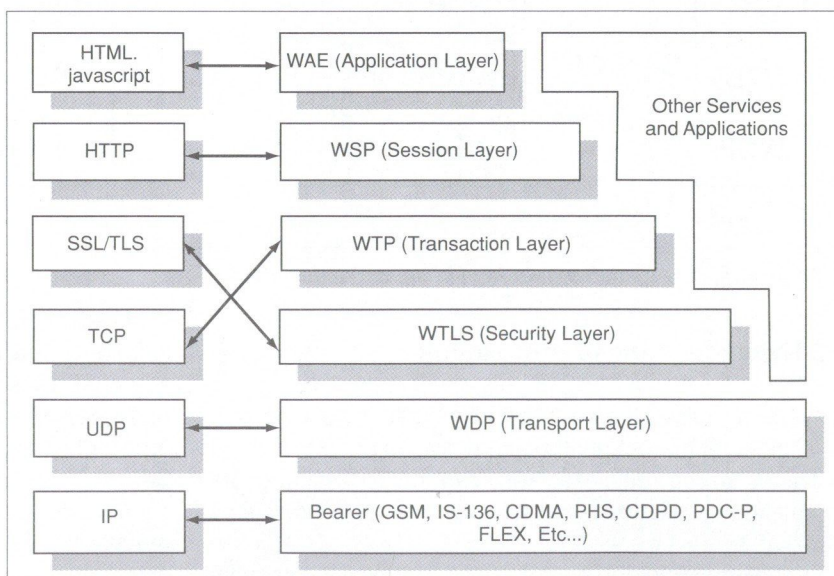 HTML.
javascript
WAE (Application Layer)
Other Services
and Applications
HTTP
WSP (Session Layer)
SSL/TLS
WTP (Transaction Layer)
TCP
WTLS (Security Layer)
UDP
WDP (Transport Layer)
IP
Bearer (GSM, IS-136, CDMA, PHS, CDPD, PDC-P,
FLEX, Etc...)